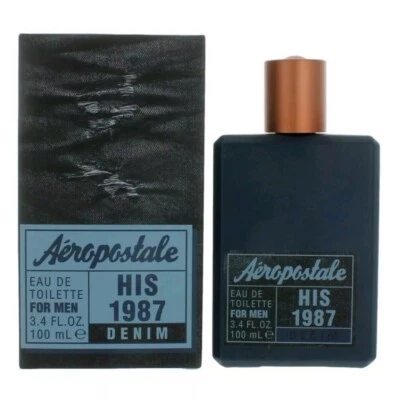 Aéropostale
EAU DE
TOILETTE
FOR MEN
3.4 FL.OZ.
100 mL e
HIS
1987
DENIM
Aéropostale
EAU DE
TOILETTE
FOR MEN
3.4 FL.OZ.
100 mL e
HIS
1987
DENIM